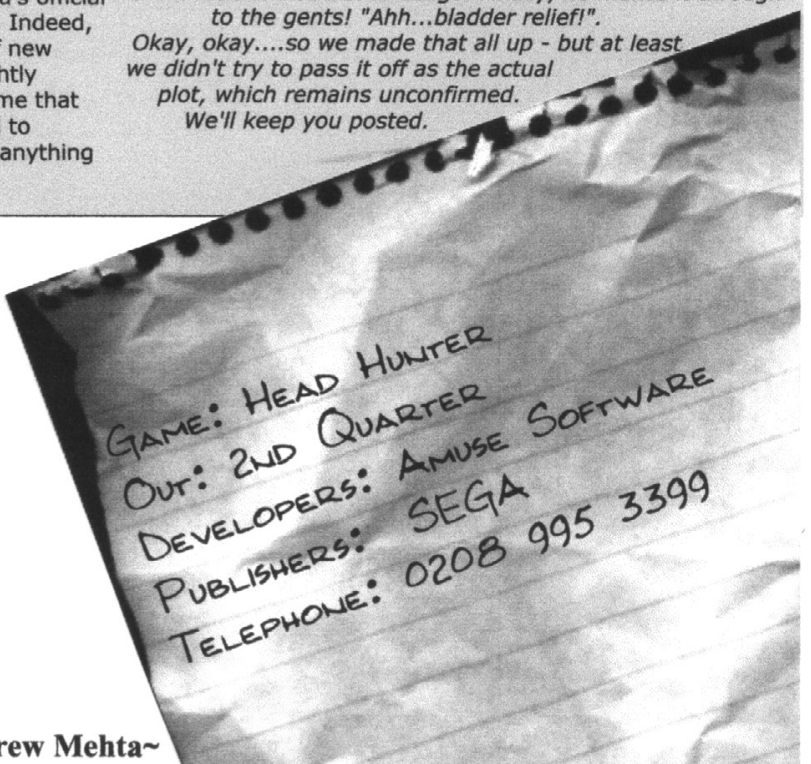 Indeed,
new
me that
to
anything
to the gents! "Ahh...bladder relief!".
Okay, okay....so we made that all up - but at least
we didn't try to pass it off as the actual
plot, which remains unconfirmed.
We'll keep you posted.
GAME: HEAD HUNTER
OUT: 2ND QUARTER
DEVELOPERS: AMUSE SOFTWARE
PUBLISHERS: SEGA
TELEPHONE: 0208 995 3399
rew Mehta~